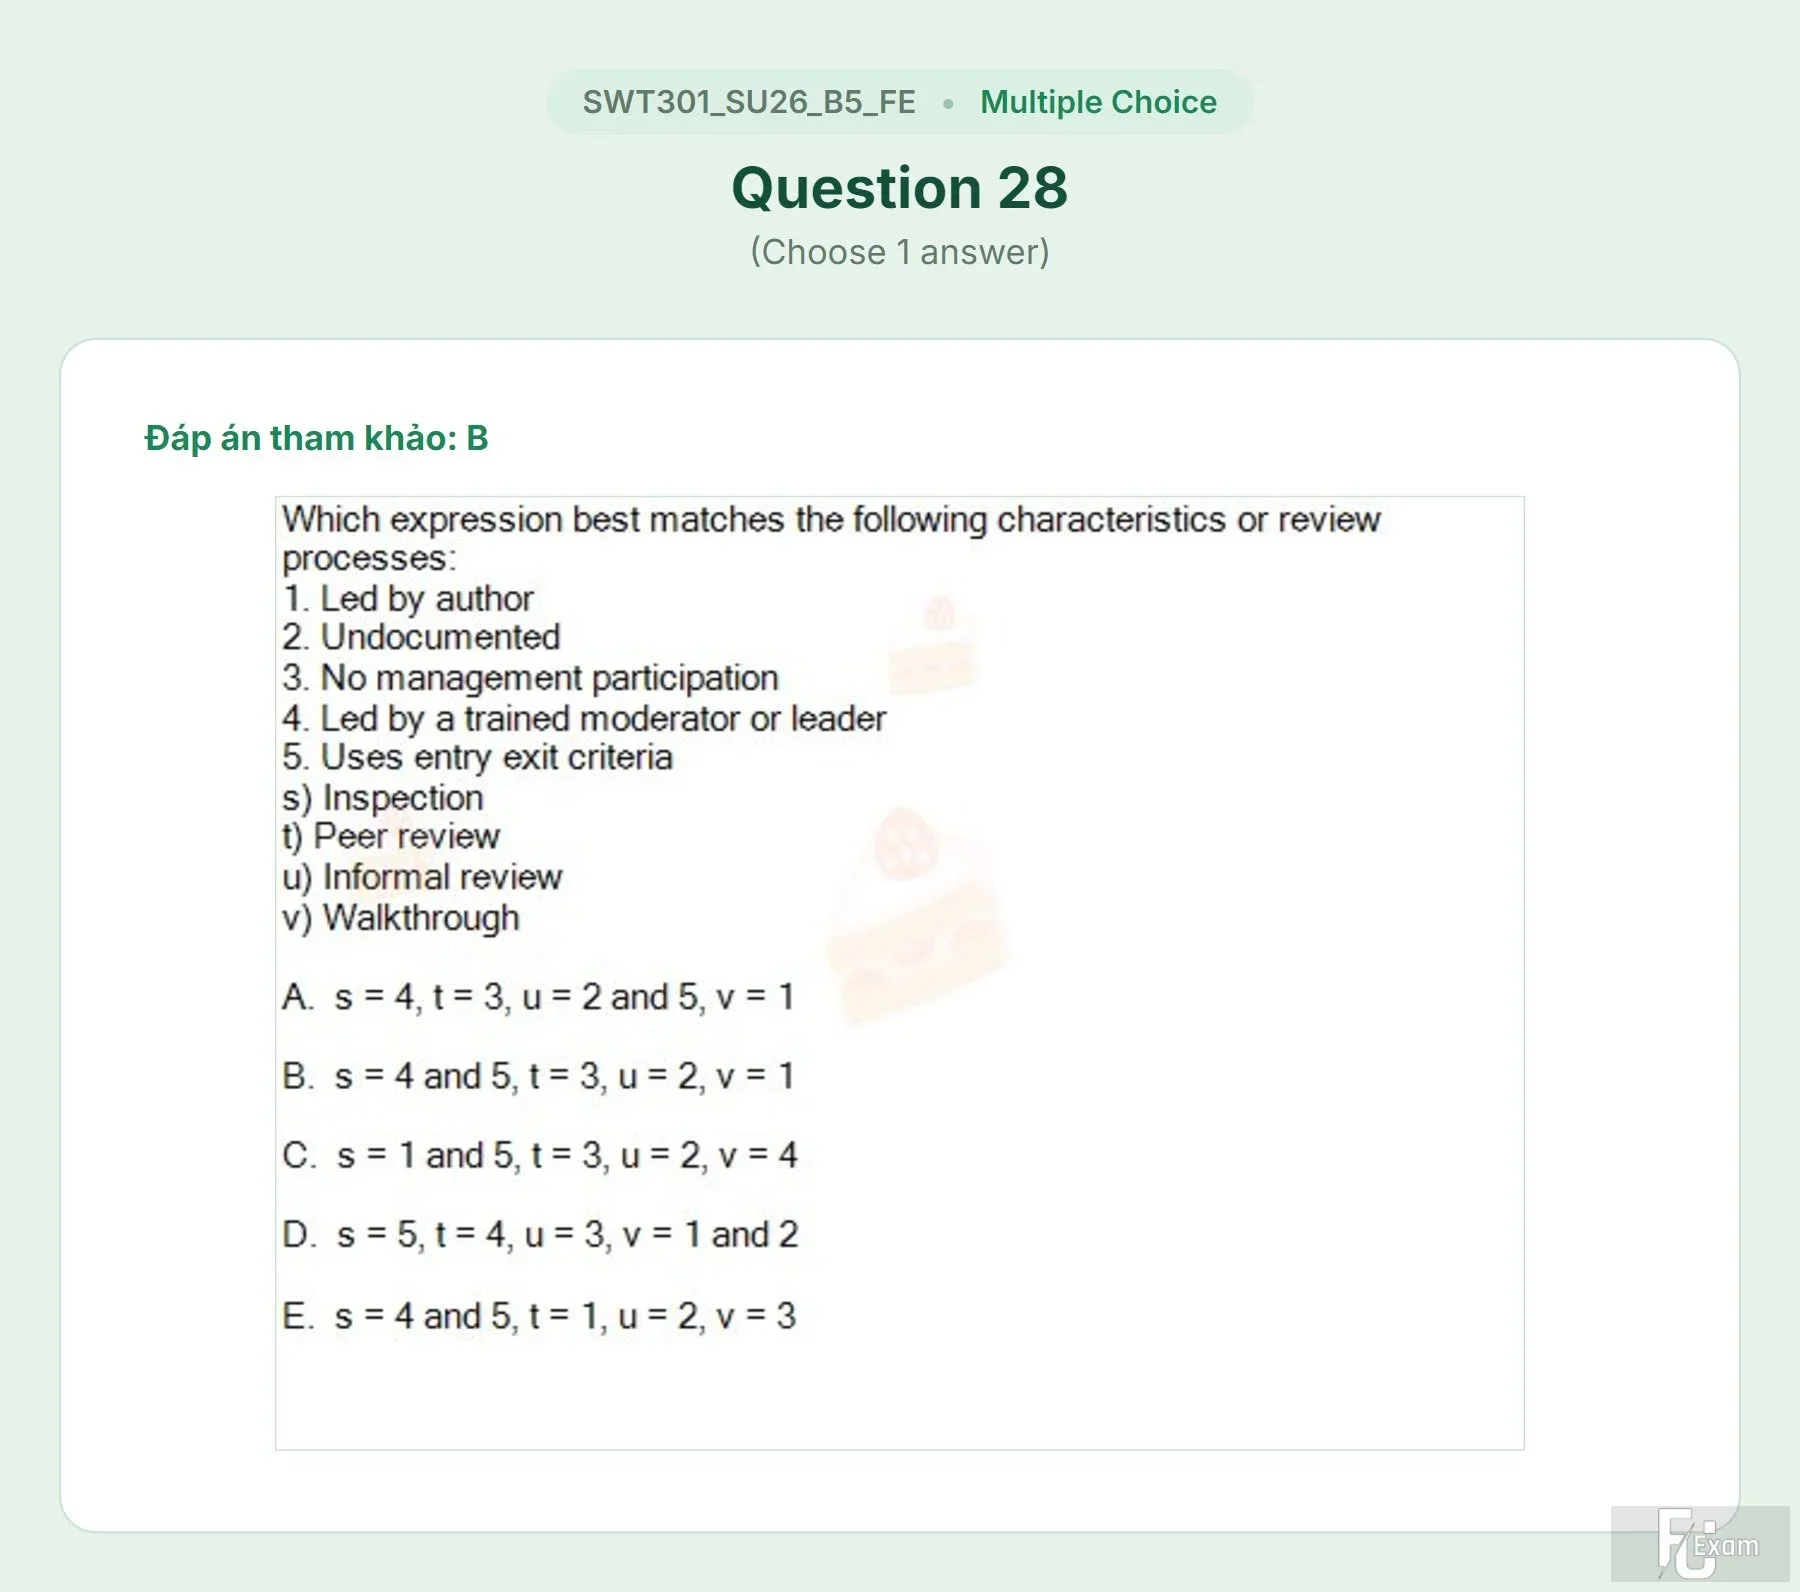 SWT301_SU26_B5_FE • Multiple Choice
Question 28
(Choose 1 answer)
Đáp án tham khảo: B
Which expression best matches the following characteristics or review
processes:
1. Led by author
2. Undocumented
3. No management participation
4. Led by a trained moderator or leader
5. Uses entry exit criteria
s) Inspection
t) Peer review
u) Informal review
v) Walkthrough
A. s = 4, t = 3, u = 2 and 5, v = 1
B. s = 4 and 5, t = 3, u = 2, v = 1
C. s = 1 and 5, t = 3, u = 2, v = 4
D. s = 5, t = 4, u = 3, v = 1 and 2
E. s = 4 and 5, t = 1, u = 2, v = 3
Exam